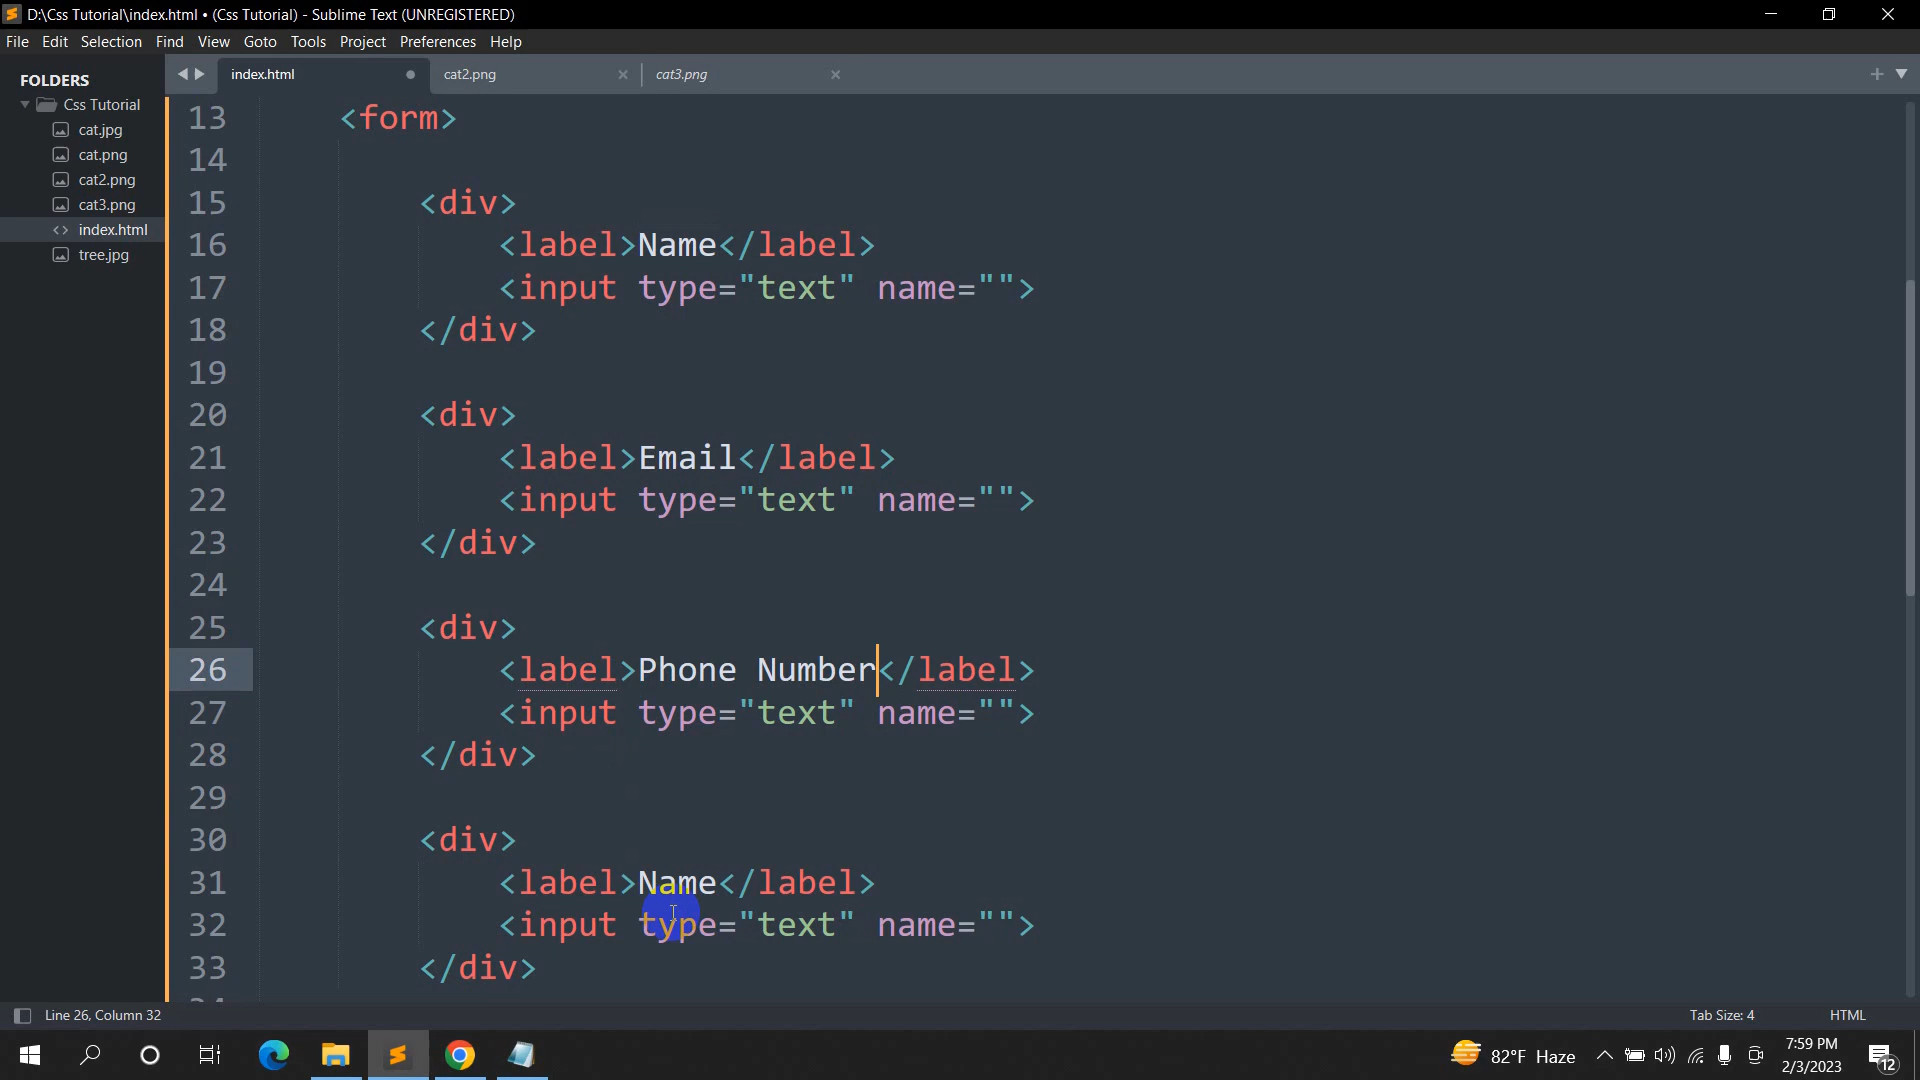 D:\Css Tutorial\index.html • (Css Tutorial) - Sublime Text (UNREGISTERED)
File Edit Selection Find View Goto Tools Project Preferences Help
FOLDERS
Css Tutorial
cat.jpg
cat.png
cat2.png
cat3.png
index.html
tree.jpg
index.html cat2.png cat3.png
13 <form>
14
15 <div>
16 <label>Name</label>
17 <input type="text" name="">
18 </div>
19
20 <div>
21 <label>Email</label>
22 <input type="text" name="">
23 </div>
24
25 <div>
26 <label>Phone Number</label>
27 <input type="text" name="">
28 </div>
29
30 <div>
31 <label>Name</label>
32 <input type="text" name="">
33 </div>
Line 26, Column 32 Tab Size: 4 HTML
82°F Haze 7:59 PM
2/3/2023 12